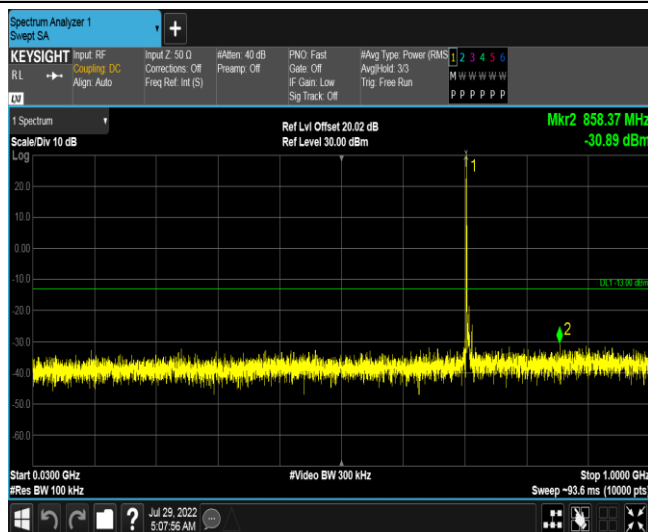 Spectrum Analyzer 1
Swept SA
+
KEYSIGHT Input: RF Input Z: 50 Ω #Atten: 40 dB PNO: Fast #Avg Type: Power (RMS 1 2 3 4 5 6
RL Coupling: DC Corrections: Off Preamp: Off Gate: Off Avg|Hold: 3/3 M W W W W W
Align: Auto Freq Ref: Int (S) IF Gain: Low Trig: Free Run
Sig Track: Off P P P P P P
LXI
1 Spectrum Ref Lvl Offset 20.02 dB Mkr2 858.37 MHz
Scale/Div 10 dB Ref Level 30.00 dBm -30.89 dBm
Log
1
20.0
10.0
0.00
-10.0
DL1 -13.00 dBm
-20.0
2
-30.0
-40.0
-50.0
-60.0
Start 0.0300 GHz #Video BW 300 kHz Stop 1.0000 GHz
#Res BW 100 kHz Sweep ~93.6 ms (10000 pts)
? Jul 29, 2022
5:07:56 AM